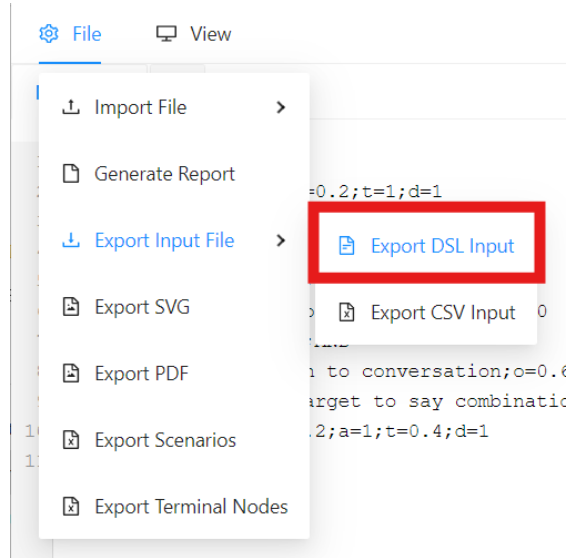 File View
Import File
Generate Report
=0.2;t=1;d=1
Export Input File
Export DSL Input
Export SVG
Export CSV Input
0
Export PDF
n to conversation;o=0.6
arget to say combinatio
10
.2;a=1;t=0.4;d=1
Export Scenarios
Export Terminal Nodes